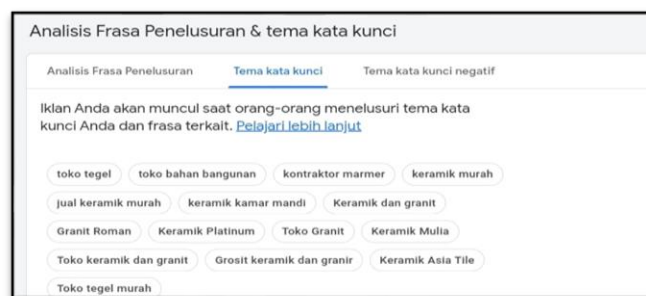 Analisis Frasa Penelusuran & tema kata kunci
Analisis Frasa Penelusuran Tema kata kunci Tema kata kunci negatif
Iklan Anda akan muncul saat orang-orang menelusuri tema kata
kunci Anda dan frasa terkait. Pelajari lebih lanjut
toko tegel toko bahan bangunan kontraktor marmer keramik murah
jual keramik murah keramik kamar mandi Keramik dan granit
Granit Roman Keramik Platinum Toko Granit Keramik Mulia
Toko keramik dan granit Grosit keramik dan granir Keramik Asia Tile
Toko tegel murah